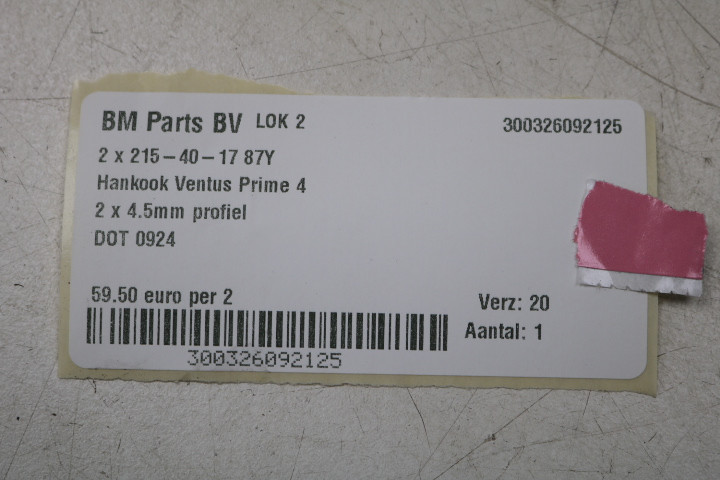 BM Parts BV LOK 2 300326092125
2 x 215-40-17 87Y
Hankook Ventus Prime 4
2 x 4.5mm profiel
DOT 0924
59.50 euro per 2 Verz: 20
Aantal: 1
300326092125